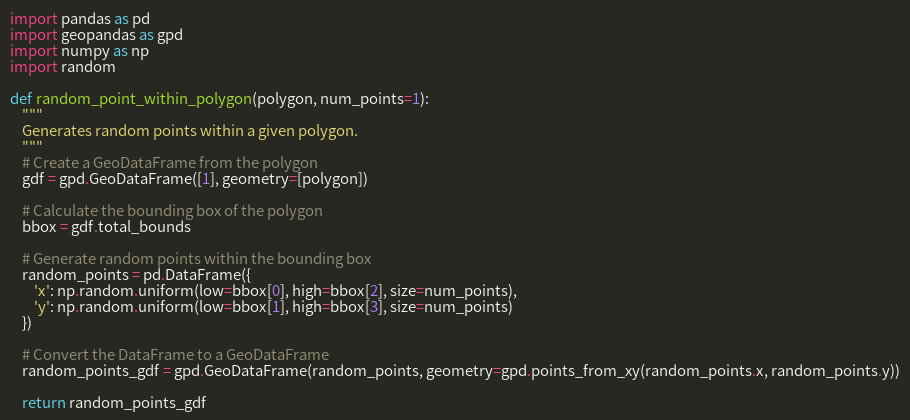 import pandas as pd
import geopandas as gpd
import numpy as np
import random
def random_point_within_polygon(polygon, num_points=1):
"""
Generates random points within a given polygon.
"""
# Create a GeoDataFrame from the polygon
gdf = gpd.GeoDataFrame([1], geometry=[polygon])
# Calculate the bounding box of the polygon
bbox = gdf.total_bounds
# Generate random points within the bounding box
random_points = pd.DataFrame({
'x': np.random.uniform(low=bbox[0], high=bbox[2], size=num_points),
'y': np.random.uniform(low=bbox[1], high=bbox[3], size=num_points)
})
# Convert the DataFrame to a GeoDataFrame
random_points_gdf = gpd.GeoDataFrame(random_points, geometry=gpd.points_from_xy(random_points.x, random_points.y))
return random_points_gdf